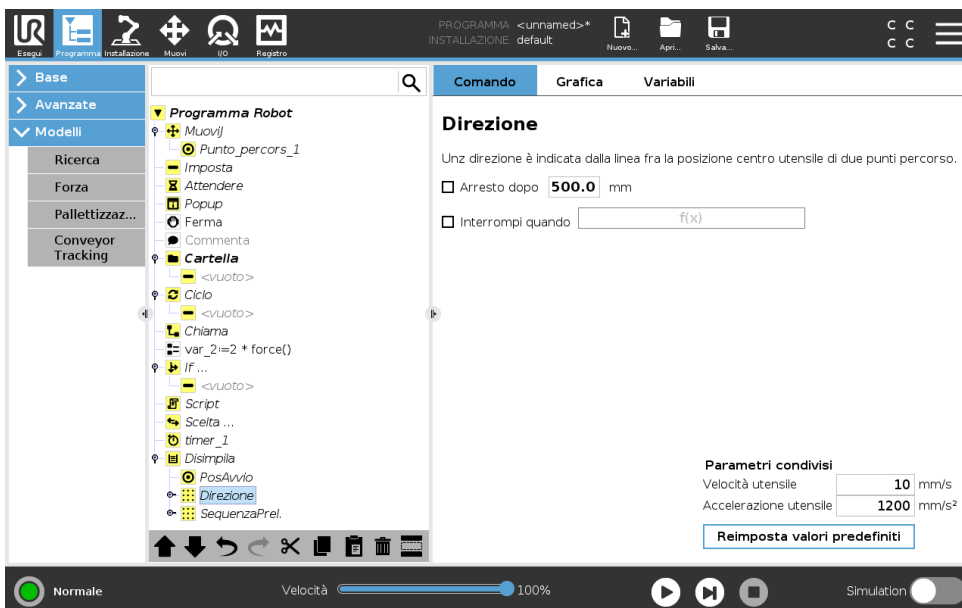 PROGRAMMA <unnamed>*
INSTALLAZIONE default
Esegui Programma Installazione Muovi I/O Registro
Nuovo... Apri... Salva...
C C
C C
Base
Avanzate
Modelli
Ricerca
Forza
Pallettizzaz...
Conveyor
Tracking
Programma Robot
MuoviJ
Punto_percors_1
Imposta
Attendere
Popup
Ferma
Commenta
Cartella
<vuoto>
Ciclo
<vuoto>
Chiama
var_2:=2 * force()
If ...
<vuoto>
Script
Scelta ...
timer_1
Disimpila
PosAvvio
Direzione
SequenzaPrel.
Comando Grafica Variabili
Direzione
Unz direzione è indicata dalla linea fra la posizione centro utensile di due punti percorso.
Arresto dopo 500.0 mm
Interrompi quando f(x)
Parametri condivisi
Velocità utensile 10 mm/s
Accelerazione utensile 1200 mm/s²
Reimposta valori predefiniti
Normale
Velocità 100%
Simulation